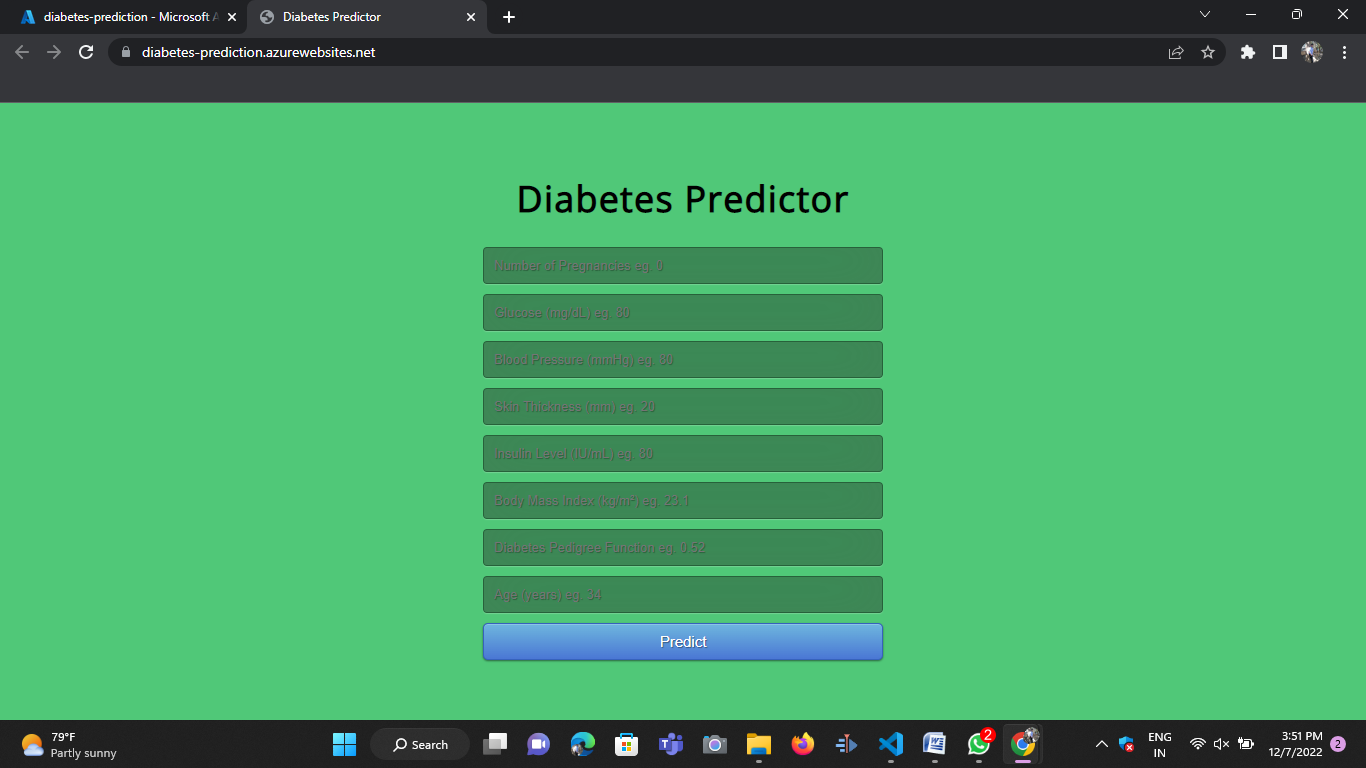 diabetes-prediction - Microsoft A
Diabetes Predictor
diabetes-prediction.azurewebsites.net
Diabetes Predictor
Number of Pregnancies eg. 0
Glucose (mg/dL) eg. 80
Blood Pressure (mmHg) eg. 80
Skin Thickness (mm) eg. 20
Insulin Level (IU/mL) eg. 80
Body Mass Index (kg/m²) eg. 23.1
Diabetes Pedigree Function eg. 0.52
Age (years) eg. 34
Predict
79°F
Partly sunny
Search
2
ENG
IN
3:51 PM
12/7/2022
2